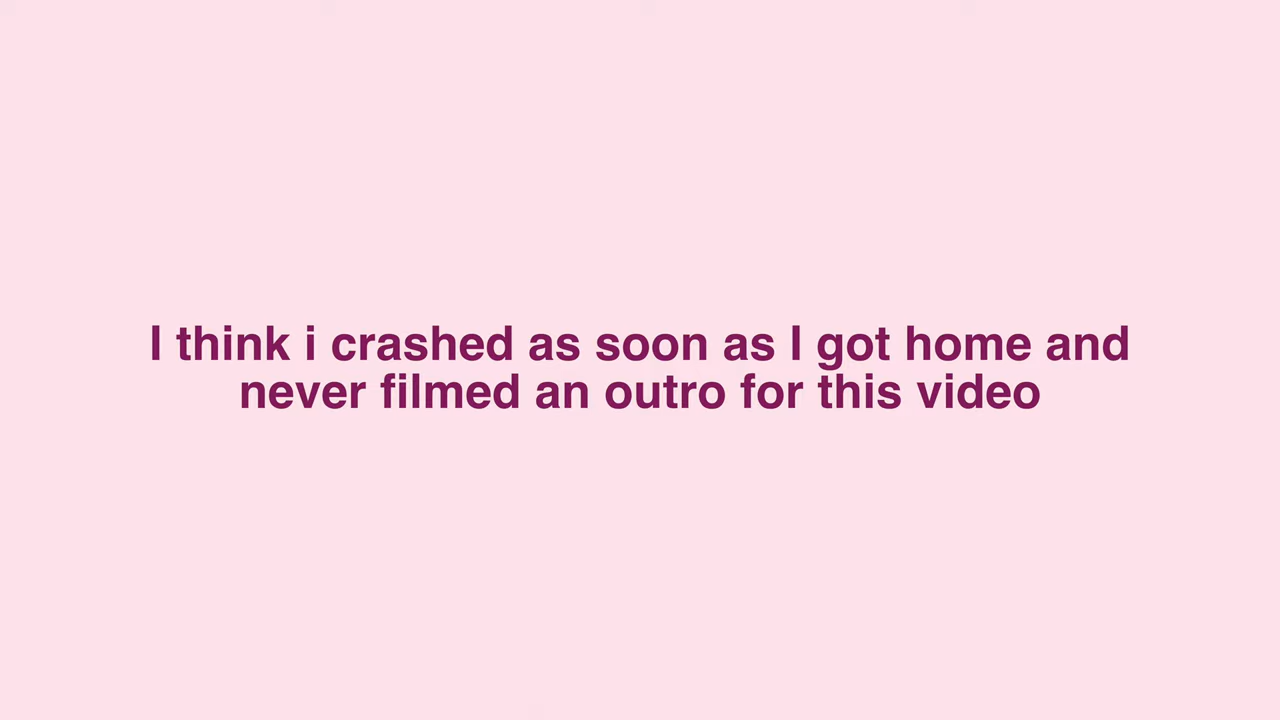 I think i crashed as soon as I got home and
never filmed an outro for this video